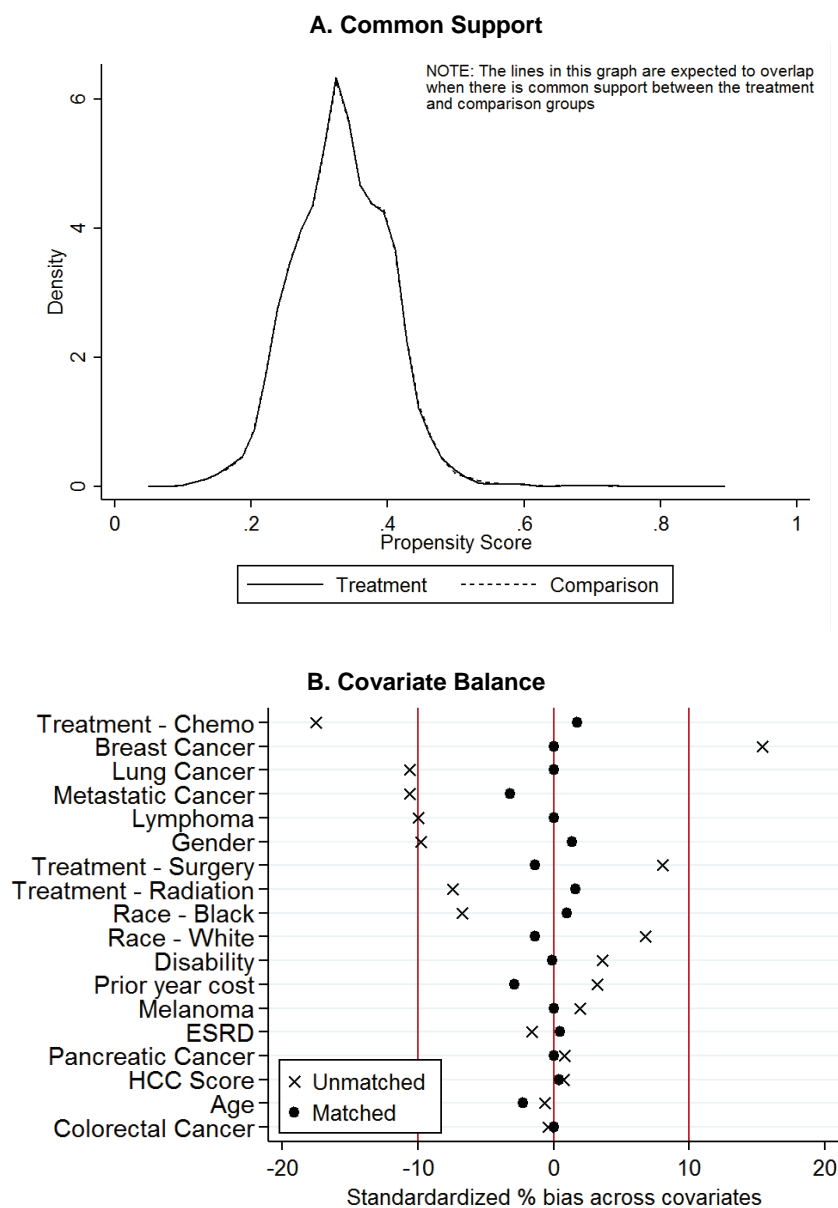 A. Common Support
NOTE: The lines in this graph are expected to overlap
when there is common support between the treatment
and comparison groups
6
4
2
0
Density
0
.2
.4
.6
.8
1
Propensity Score
Treatment
Comparison
B. Covariate Balance
Treatment - Chemo
Breast Cancer
Lung Cancer
Metastatic Cancer
Lymphoma
Gender
Treatment - Surgery
Treatment - Radiation
Race - Black
Race - White
Disability
Prior year cost
Melanoma
ESRD
Pancreatic Cancer
HCC Score
Age
Colorectal Cancer
Unmatched
Matched
-20
-10
0
10
20
Standardardized % bias across covariates